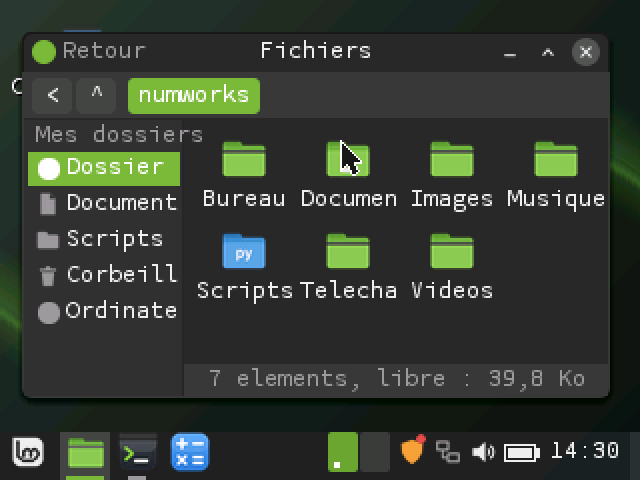 Retour
Fichiers
numworks
Mes dossiers
Dossier
Document
Scripts
Corbeill
Ordinate
Bureau
Documen
Images
Musique
py
Scripts
Telecha
Videos
7 elements, libre : 39,8 Ko
14:30